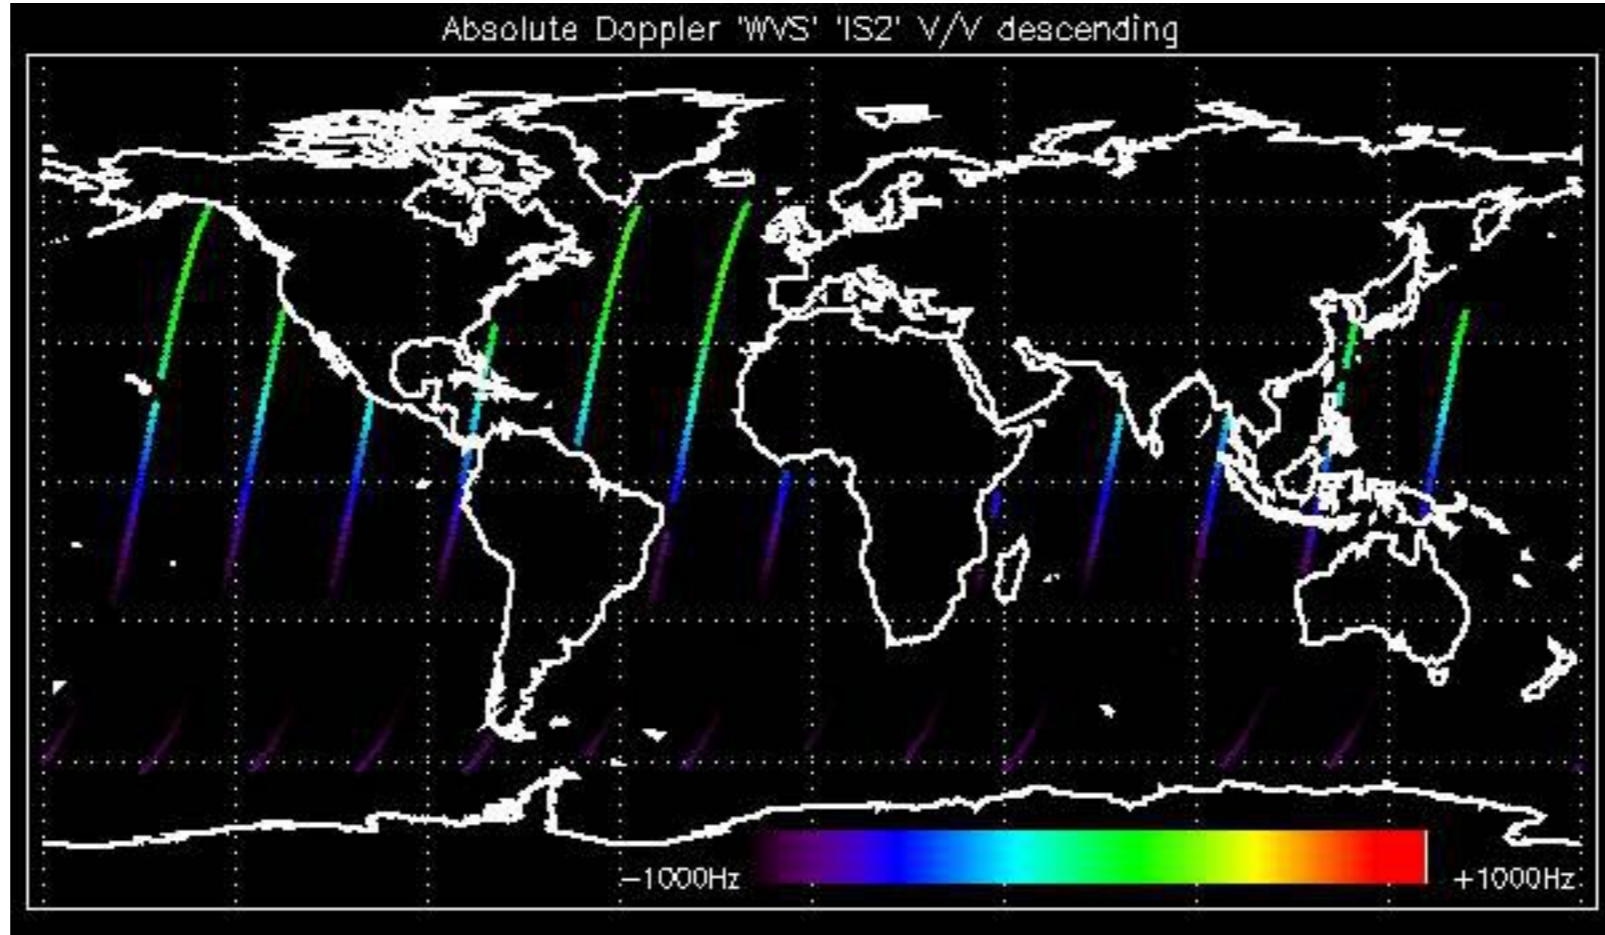 Absolute Doppler 'WVS' 'IS2' V/V descending
−1000Hz +1000Hz